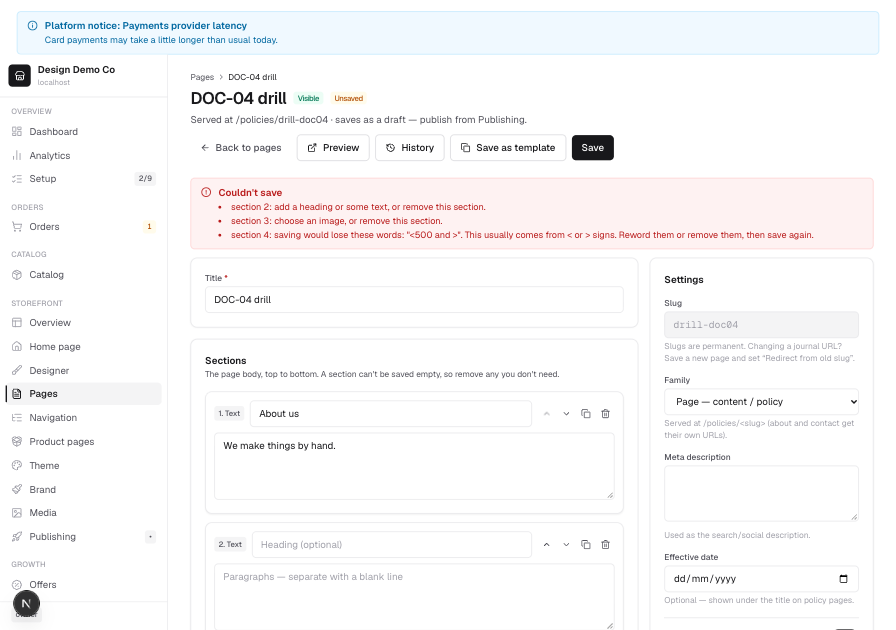 Platform notice: Payments provider latency
Card payments may take a little longer than usual today.
Design Demo Co
localhost
OVERVIEW
Dashboard
Analytics
Setup
2/9
ORDERS
Orders
1
CATALOG
Catalog
STOREFRONT
Overview
Home page
Designer
Pages
Navigation
Product pages
Theme
Brand
Media
Publishing
GROWTH
Offers
N
Pages > DOC-04 drill
DOC-04 drill Visible Unsaved
Served at /policies/drill-doc04 · saves as a draft — publish from Publishing.
← Back to pages
Preview
History
Save as template
Save
Couldn't save
• section 2: add a heading or some text, or remove this section.
• section 3: choose an image, or remove this section.
• section 4: saving would lose these words: "<500 and >". This usually comes from < or > signs. Reword them or remove them, then save again.
Title *
DOC-04 drill
Sections
The page body, top to bottom. A section can't be saved empty, so remove any you don't need.
1. Text
About us
We make things by hand.
2. Text
Heading (optional)
Paragraphs — separate with a blank line
Settings
Slug
drill-doc04
Slugs are permanent. Changing a journal URL?
Save a new page and set "Redirect from old slug".
Family
Page — content / policy
Served at /policies/<slug> (about and contact get
their own URLs).
Meta description
Used as the search/social description.
Effective date
dd/mm/yyyy
Optional — shown under the title on policy pages.